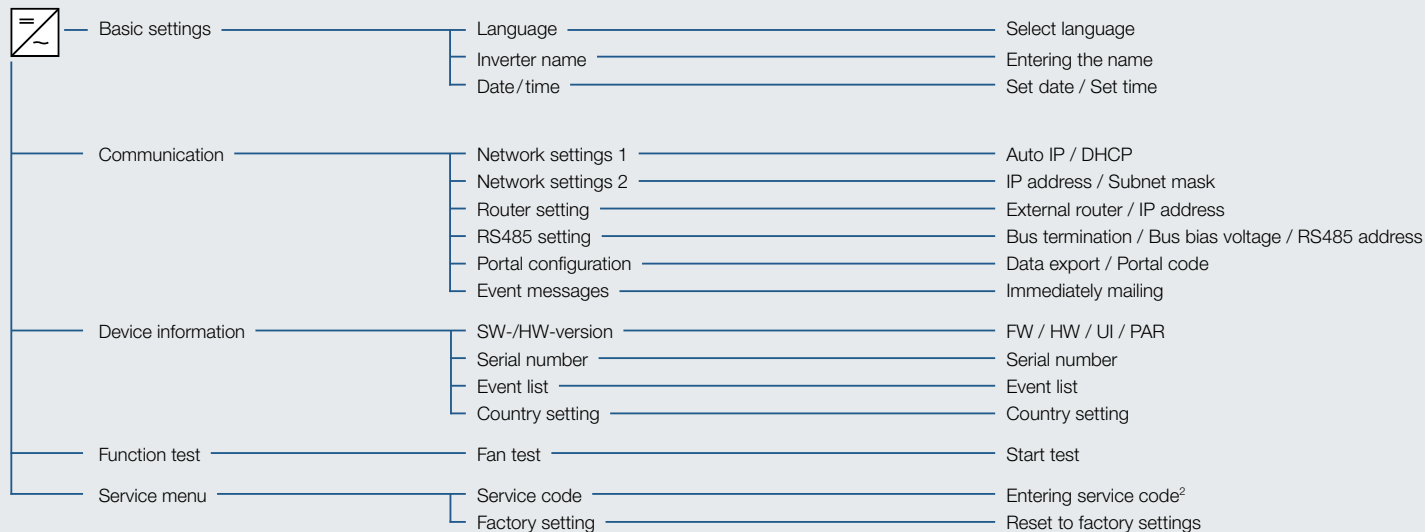 Basic settings Language Select language
Inverter name Entering the name
Date/time Set date / Set time
Communication Network settings 1 Auto IP / DHCP
Network settings 2 IP address / Subnet mask
Router setting External router / IP address
RS485 setting Bus termination / Bus bias voltage / RS485 address
Portal configuration Data export / Portal code
Event messages Immediately mailing
Device information SW-/HW-version FW / HW / UI / PAR
Serial number Serial number
Event list Event list
Country setting Country setting
Function test Fan test Start test
Service menu Service code Entering service code²
Factory setting Reset to factory settings